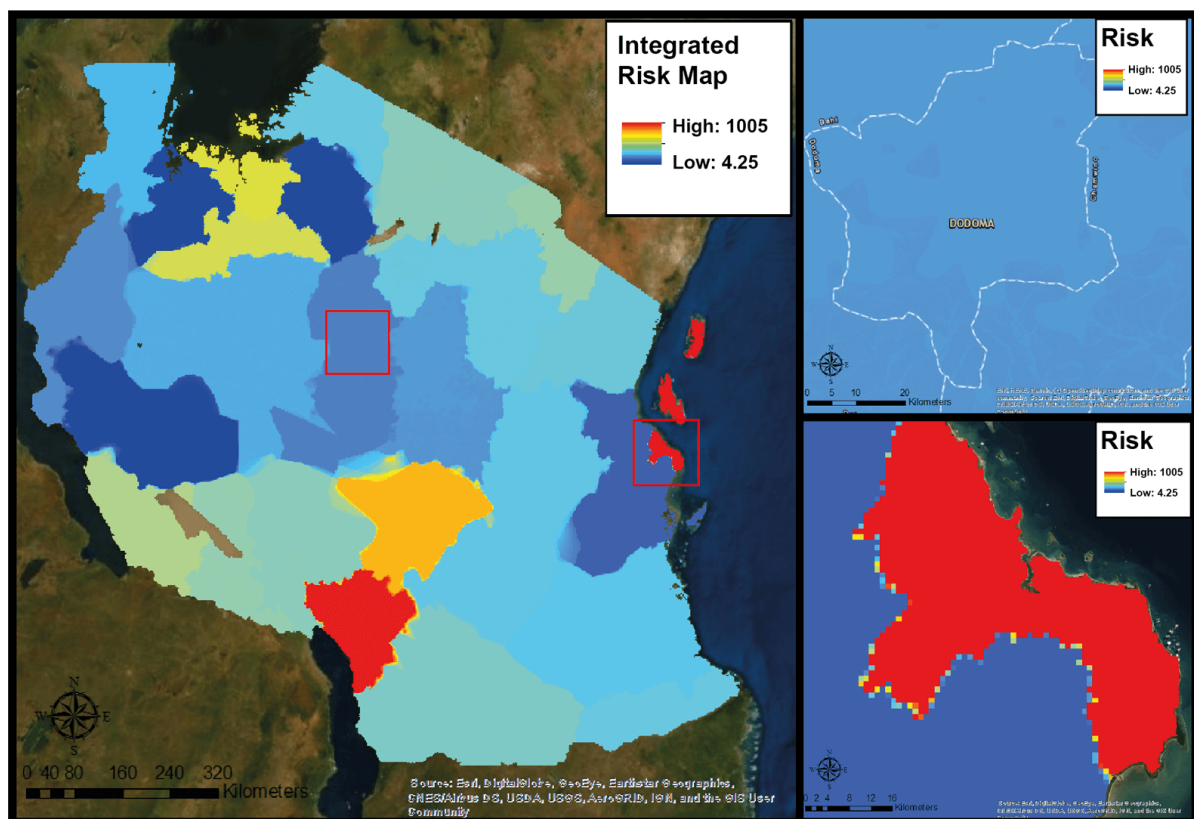 Integrated
Risk Map
High: 1005
Low: 4.25
N
W
E
S
0 40 80 160 240 320
Kilometers
Source: Esri, DigitalGlobe, GeoEye, Earthstar Geographics,
CNES/Airbus DS, USDA, USGS, AeroGRID, IGN, and the GIS User
Community
Risk
High: 1005
Low: 4.25
Bahi
Dodoma
Chamwino
DODOMA
N
W
E
S
0 5 10 20
Kilometers
Risk
High: 1005
Low: 4.25
N
W
E
S
0 2 4 8 12 16
Kilometers